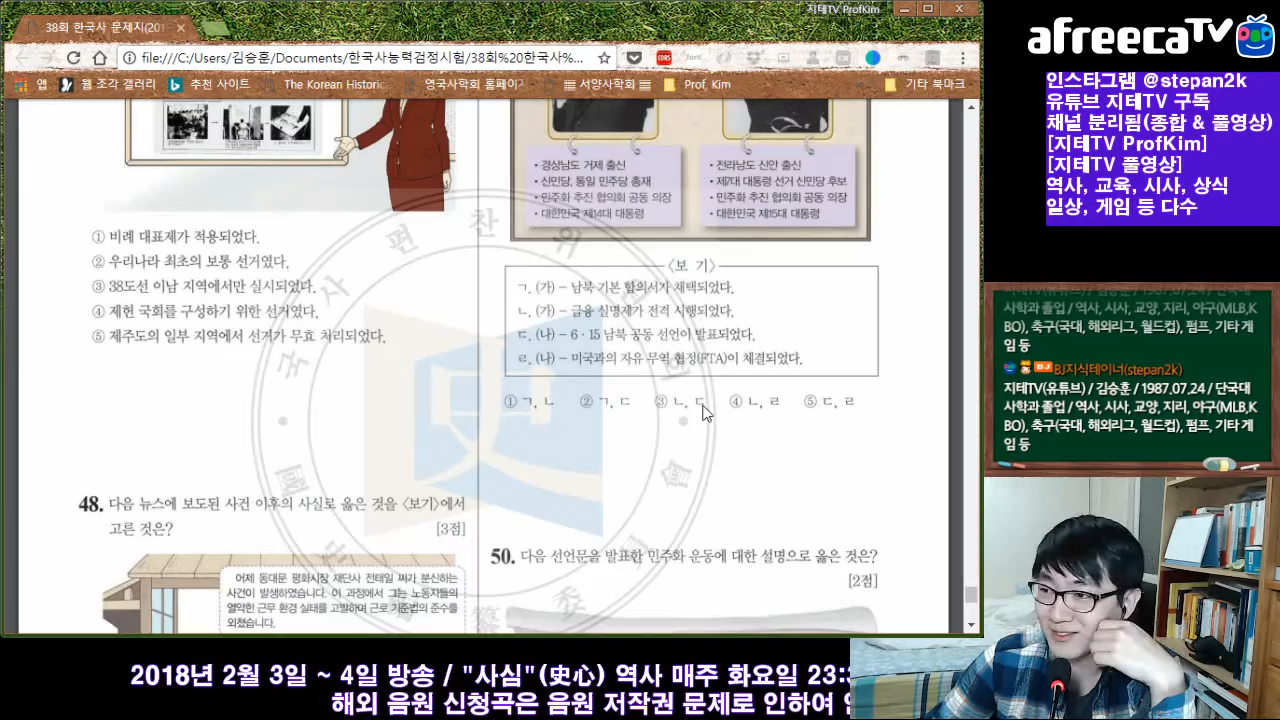 지테TV ProfKim
38회 한국사 문제지(201
file:///C:/Users/김승훈/Documents/한국사능력검정시험/38회%20한국사%...
앱
웹 조각 갤러리
추천 사이트
The Korean Historic
영국사학회 홈페이지
서양사학회
Prof. Kim
기타 북마크
① 비례 대표제가 적용되었다.
② 우리나라 최초의 보통 선거였다.
③ 38도선 이남 지역에서만 실시되었다.
④ 제헌 국회를 구성하기 위한 선거였다.
⑤ 제주도의 일부 지역에서 선거가 무효 처리되었다.
48. 다음 뉴스에 보도된 사건 이후의 사실로 옳은 것을 <보기>에서
고른 것은? [3점]
어제 동대문 평화시장 재단사 전태일 씨가 분신하는
사건이 발생하였습니다. 이 과정에서 그는 노동자들의
열악한 근무 환경 실태를 고발하며 근로 기준법의 준수를
외쳤습니다.
• 경상남도 거제 출신
• 신민당, 통일 민주당 총재
• 민주화 추진 협의회 공동 의장
• 대한민국 제14대 대통령
• 전라남도 신안 출신
• 제7대 대통령 선거 신민당 후보
• 민주화 추진 협의회 공동 의장
• 대한민국 제15대 대통령
<보 기>
ㄱ. (가) - 남북 기본 합의서가 채택되었다.
ㄴ. (가) - 금융 실명제가 전격 시행되었다.
ㄷ. (나) - 6·15 남북 공동 선언이 발표되었다.
ㄹ. (나) - 미국과의 자유 무역 협정(FTA)이 체결되었다.
① ㄱ, ㄴ ② ㄱ, ㄷ ③ ㄴ, ㄷ ④ ㄴ, ㄹ ⑤ ㄷ, ㄹ
50. 다음 선언문을 발표한 민주화 운동에 대한 설명으로 옳은 것은?
[2점]
국사편찬위
史
afreecaTV
인스타그램 @stepan2k
유튜브 지테TV 구독
채널 분리됨(종합 & 풀영상)
[지테TV ProfKim]
[지테TV 풀영상]
역사, 교육, 시사, 상식
일상, 게임 등 다수
지테TV(유튜브) / 김승훈 / 1987.07.24 / 단국대
사학과 졸업 / 역사, 시사, 교양, 지리, 야구(MLB,K
BO), 축구(국대, 해외리그, 월드컵), 펌프, 기타 게
임 등
BJ지식테이너(stepan2k)
지테TV(유튜브) / 김승훈 / 1987.07.24 / 단국대
사학과 졸업 / 역사, 시사, 교양, 지리, 야구(MLB,K
BO), 축구(국대, 해외리그, 월드컵), 펌프, 기타 게
임 등
2018년 2월 3일 ~ 4일 방송 / "사심"(史心) 역사 매주 화요일 23:3
해외 음원 신청곡은 음원 저작권 문제로 인하여